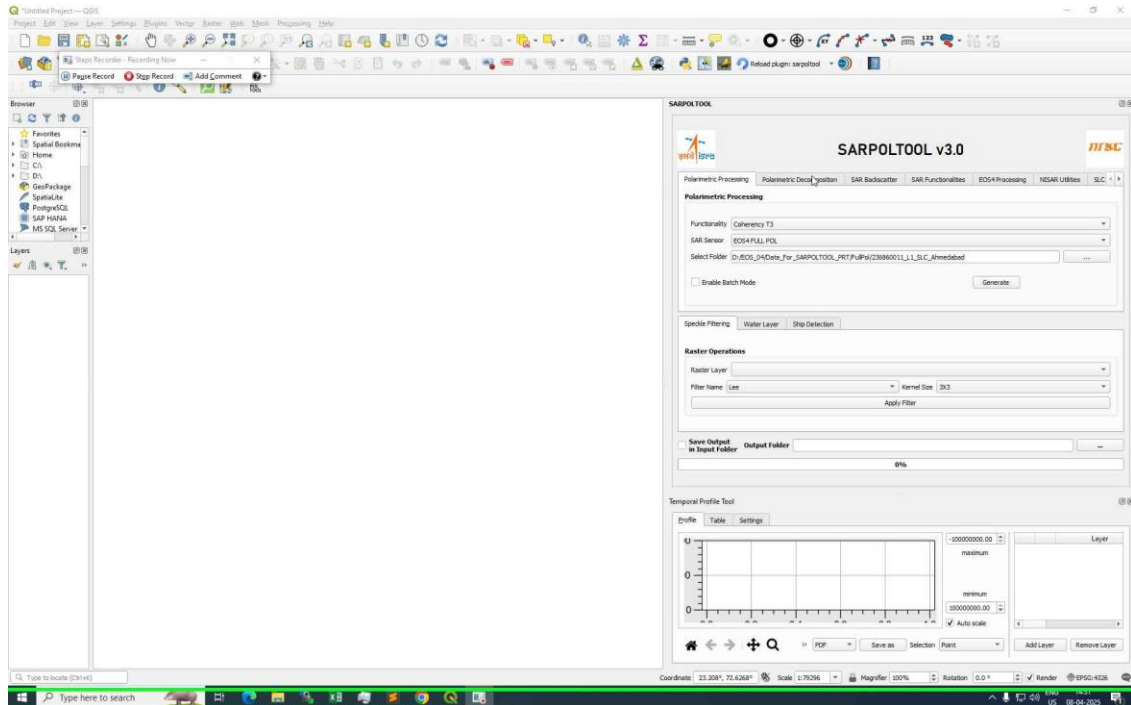 *Untitled Project — QGIS
Project Edit View Layer Settings Plugins Vector Raster Web Mesh Processing Help
Steps Recorder - Recording Now
Pause Record Stop Record Add Comment
Reload plugin: sarpoltool
Browser
Favorites
Spatial Bookma
Home
C:\
D:\
GeoPackage
SpatiaLite
PostgreSQL
SAP HANA
MS SQL Server
Layers
SARPOLTOOL
इसरो isro
SARPOLTOOL v3.0
nrsc
Polarimetric Processing Polarimetric Decomposition SAR Backscatter SAR Functionalities EOS4 Processing NISAR Utilities SLC
Polarimetric Processing
Functionality Coherency T3
SAR Sensor EOS4 FULL POL
Select Folder D:/EOS_04/Data_For_SARPOLTOOL_PRT/FullPol/236860011_L1_SLC_Ahmedabad ...
Enable Batch Mode Generate
Speckle Filtering Water Layer Ship Detection
Raster Operations
Raster Layer
Filter Name Lee Kernel Size 3X3
Apply Filter
Save Output in Input Folder Output Folder ...
0%
Temporal Profile Tool
Profile Table Settings
-100000000.00
maximum
minimum
100000000.00
Auto scale
Layer
0
0
PDF Save as Selection Point Add Layer Remove Layer
Type to locate (Ctrl+K)
Coordinate 23.208°, 72.6268° Scale 1:79296 Magnifier 100% Rotation 0.0 ° Render EPSG:4326
Type here to search
ENG
US
14:51
08-04-2025